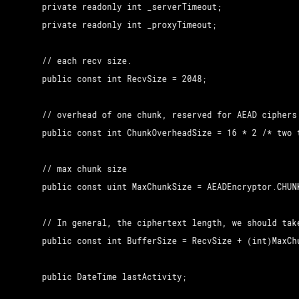 private readonly int _serverTimeout;
private readonly int _proxyTimeout;
// each recv size.
public const int RecvSize = 2048;
// overhead of one chunk, reserved for AEAD ciphers
public const int ChunkOverheadSize = 16 * 2 /* two
// max chunk size
public const uint MaxChunkSize = AEADEncryptor.CHUN
// In general, the ciphertext length, we should take
public const int BufferSize = RecvSize + (int)MaxChu
public DateTime lastActivity;